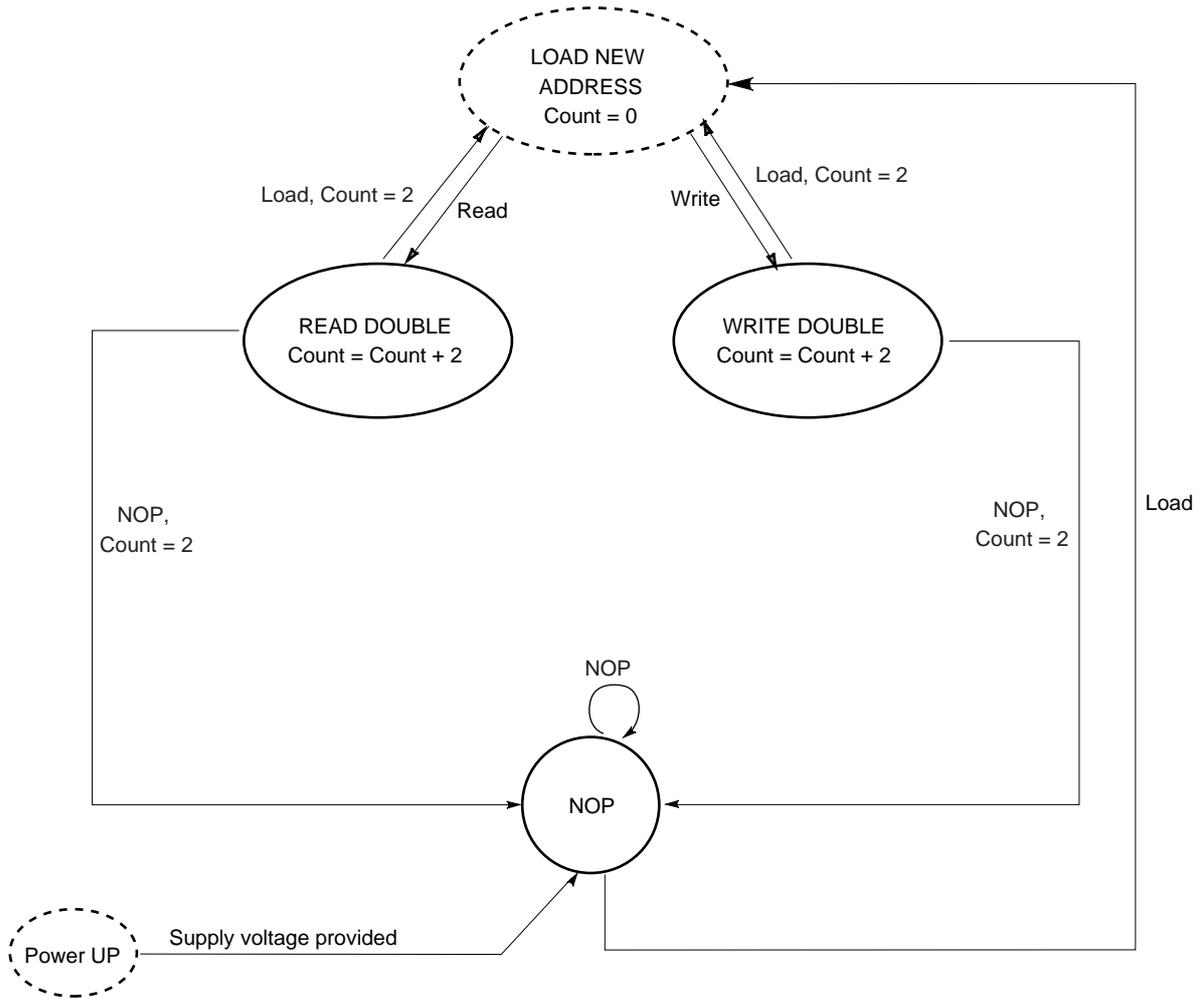 LOAD NEW
ADDRESS
Count = 0
Load, Count = 2
Read
Write
Load, Count = 2
READ DOUBLE
Count = Count + 2
WRITE DOUBLE
Count = Count + 2
NOP,
Count = 2
NOP,
Count = 2
Load
NOP
NOP
Supply voltage provided
Power UP